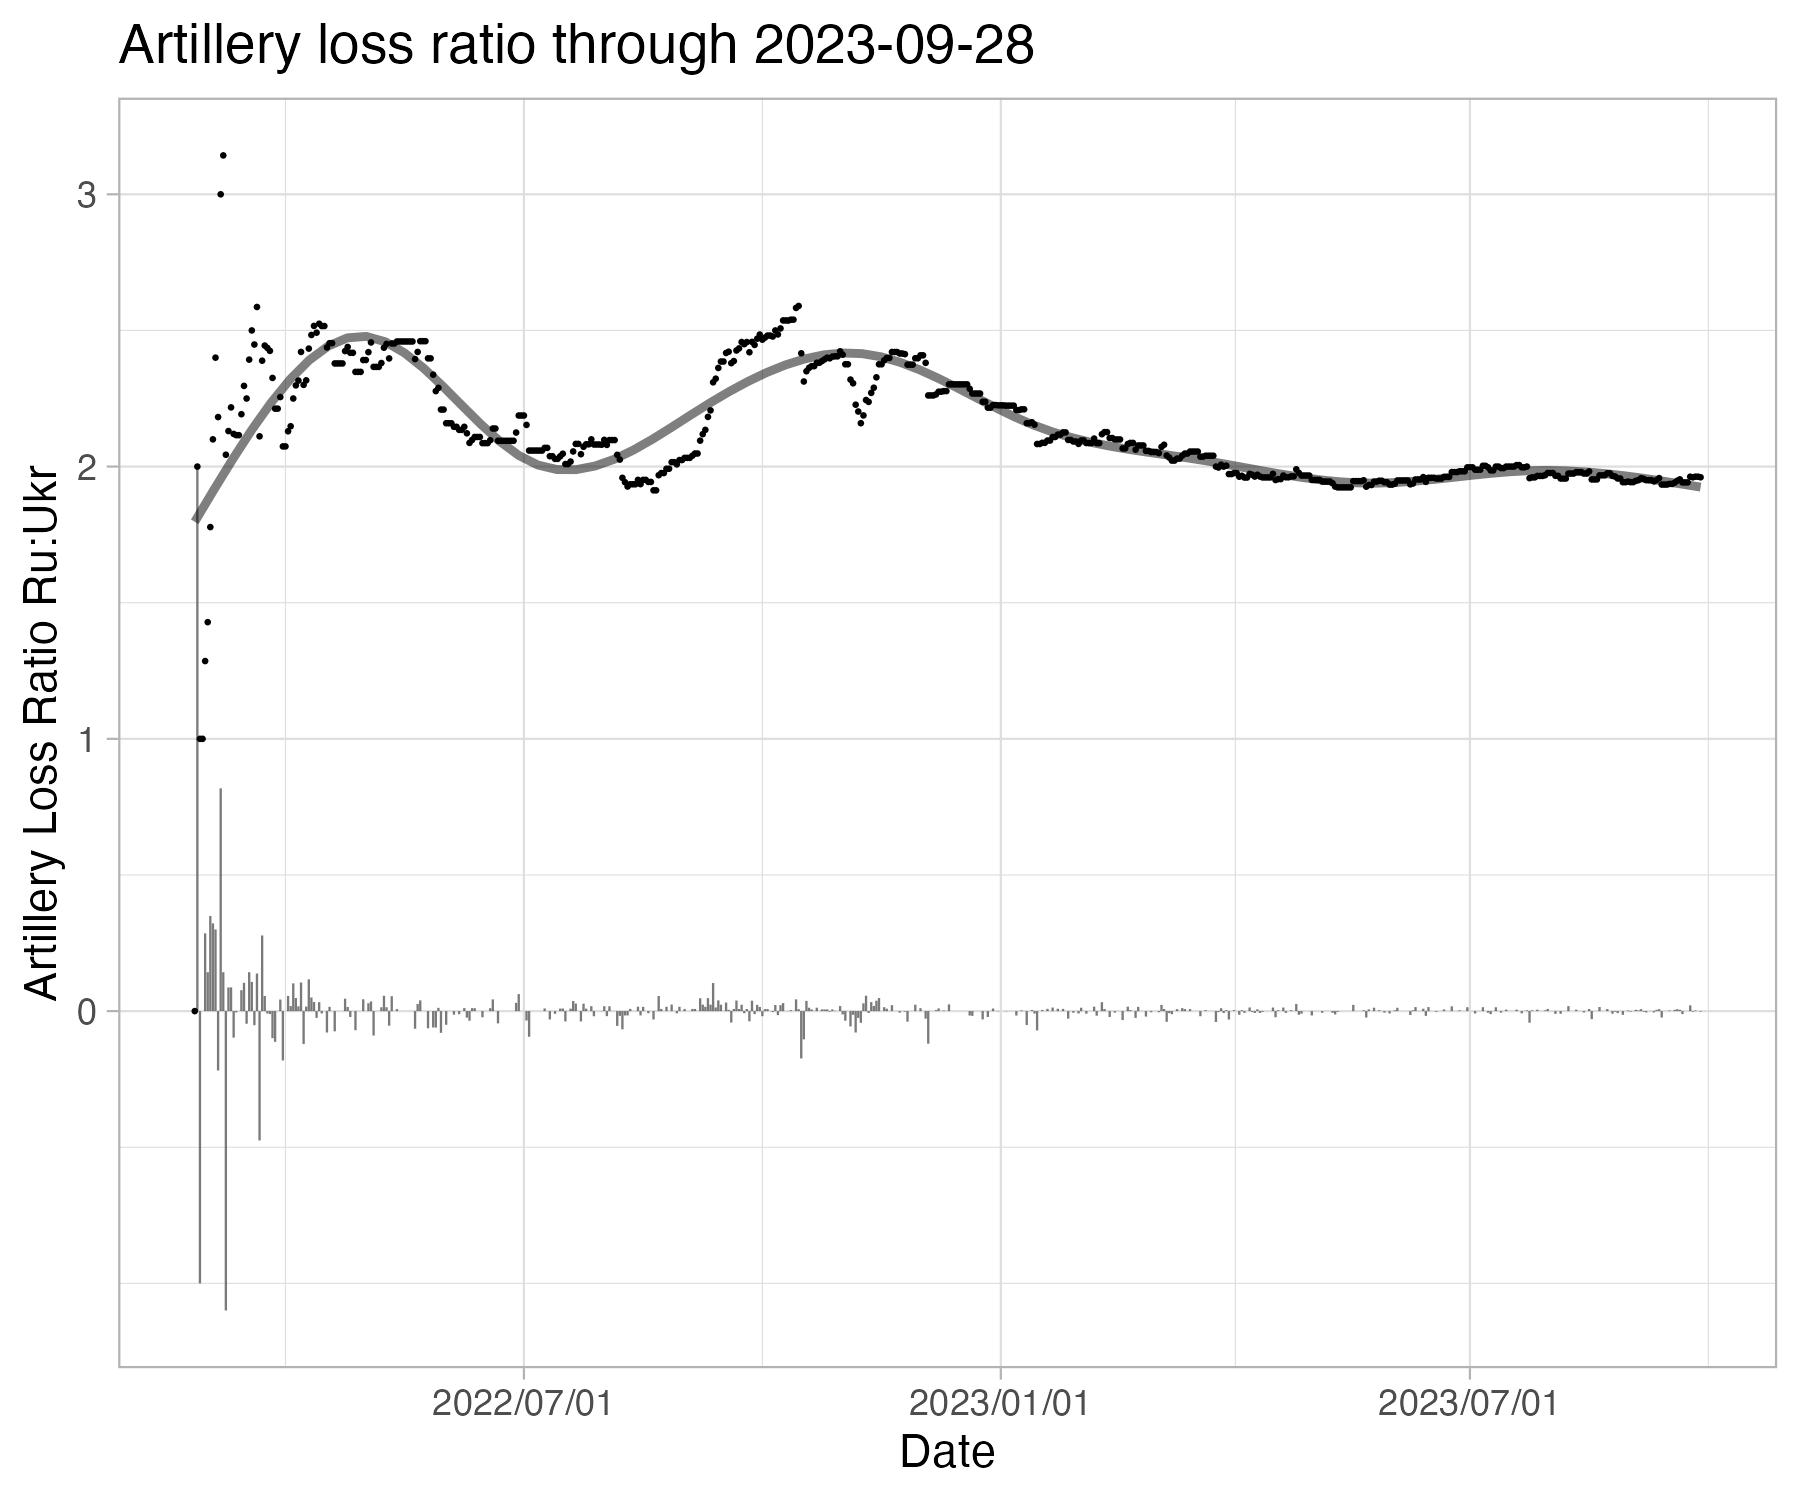 Artillery loss ratio through 2023-09-28
Artillery Loss Ratio Ru:Ukr
3
2
1
0
2022/07/01
2023/01/01
2023/07/01
Date